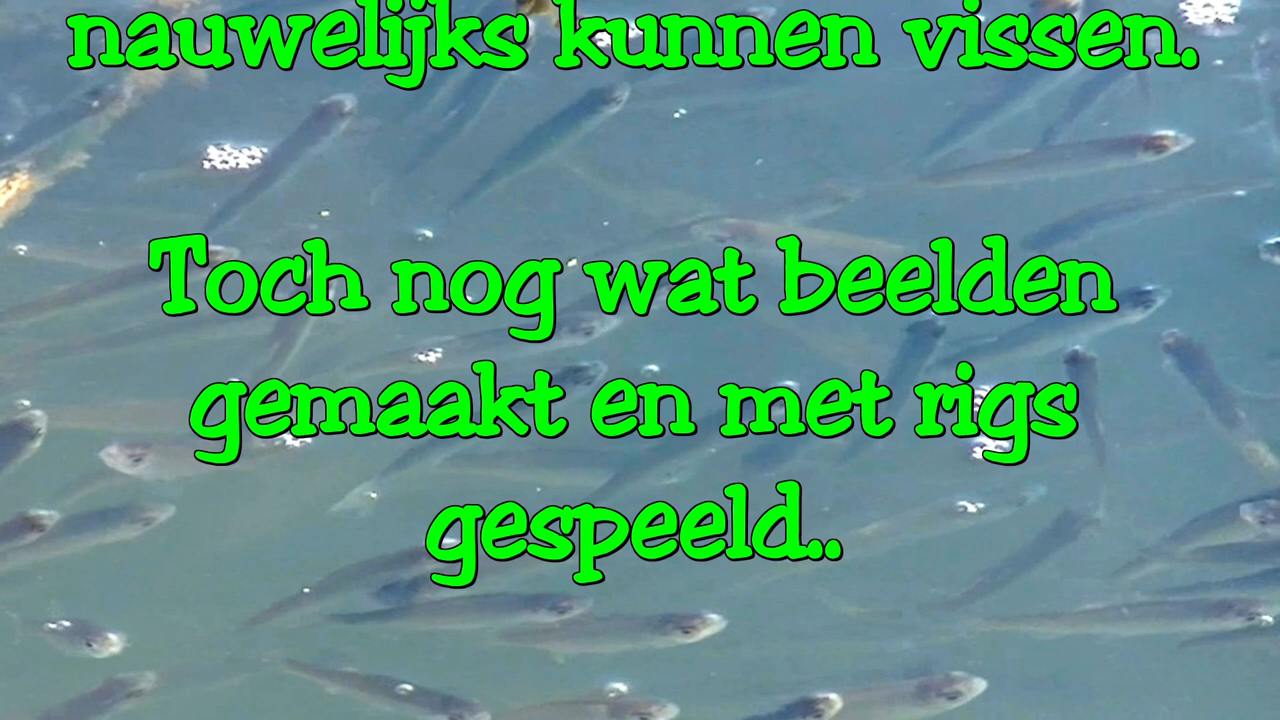 nauwelijks kunnen vissen.
Toch nog wat beelden
gemaakt en met rigs
gespeeld..